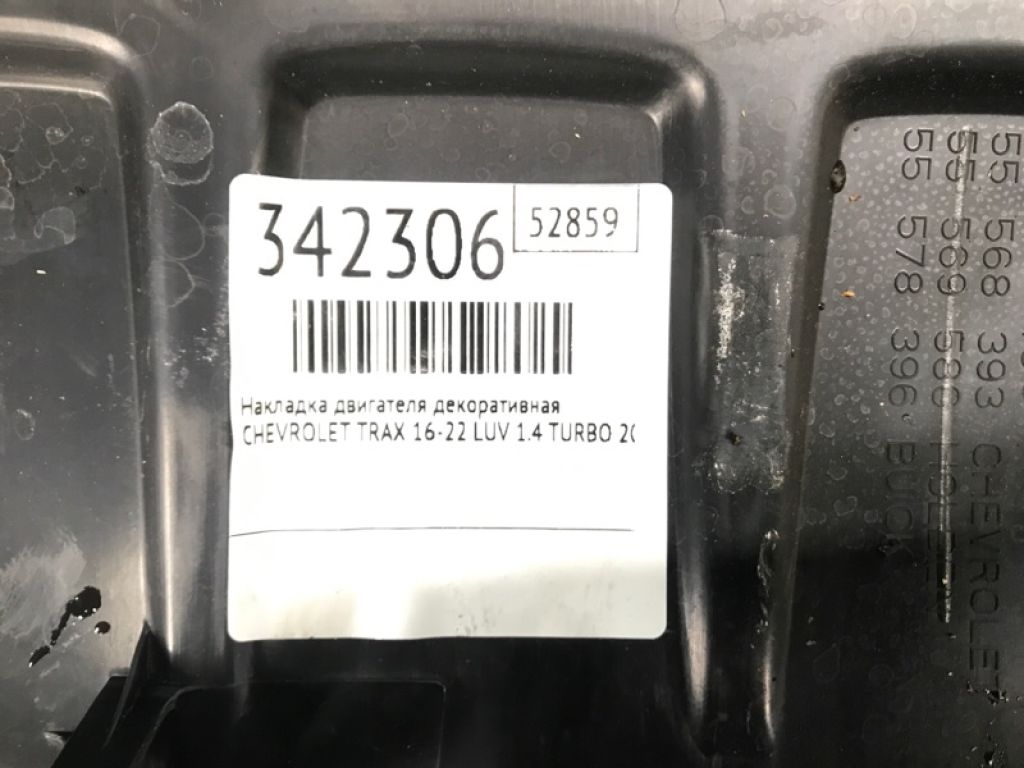 342306
52859
Накладка двигателя декоративная
CHEVROLET TRAX 16-22 LUV 1.4 TURBO 20
55 568 393 CHEVROLET
55 569 580 HOLDEN
55 578 396 BUICK